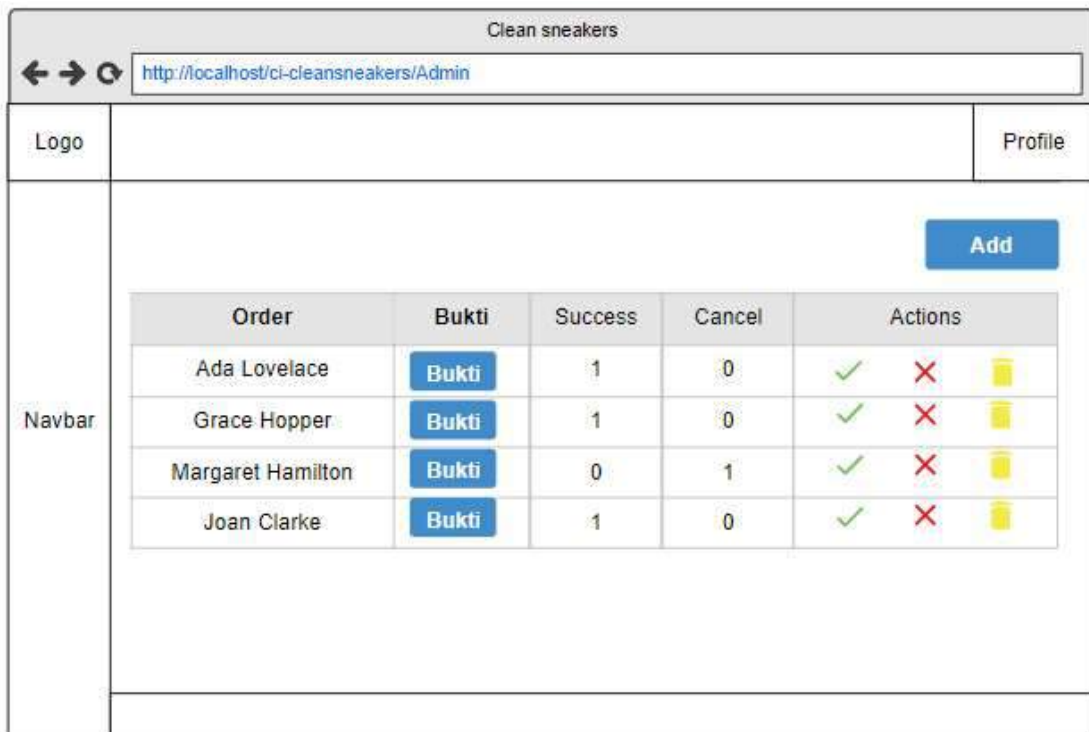 Clean sneakers
http://localhost/ci-cleansneakers/Admin
Logo
Profile
Add
Order Bukti Success Cancel Actions
Ada Lovelace Bukti 1 0
Navbar
Grace Hopper Bukti 1 0
Margaret Hamilton Bukti 0 1
Joan Clarke Bukti 1 0